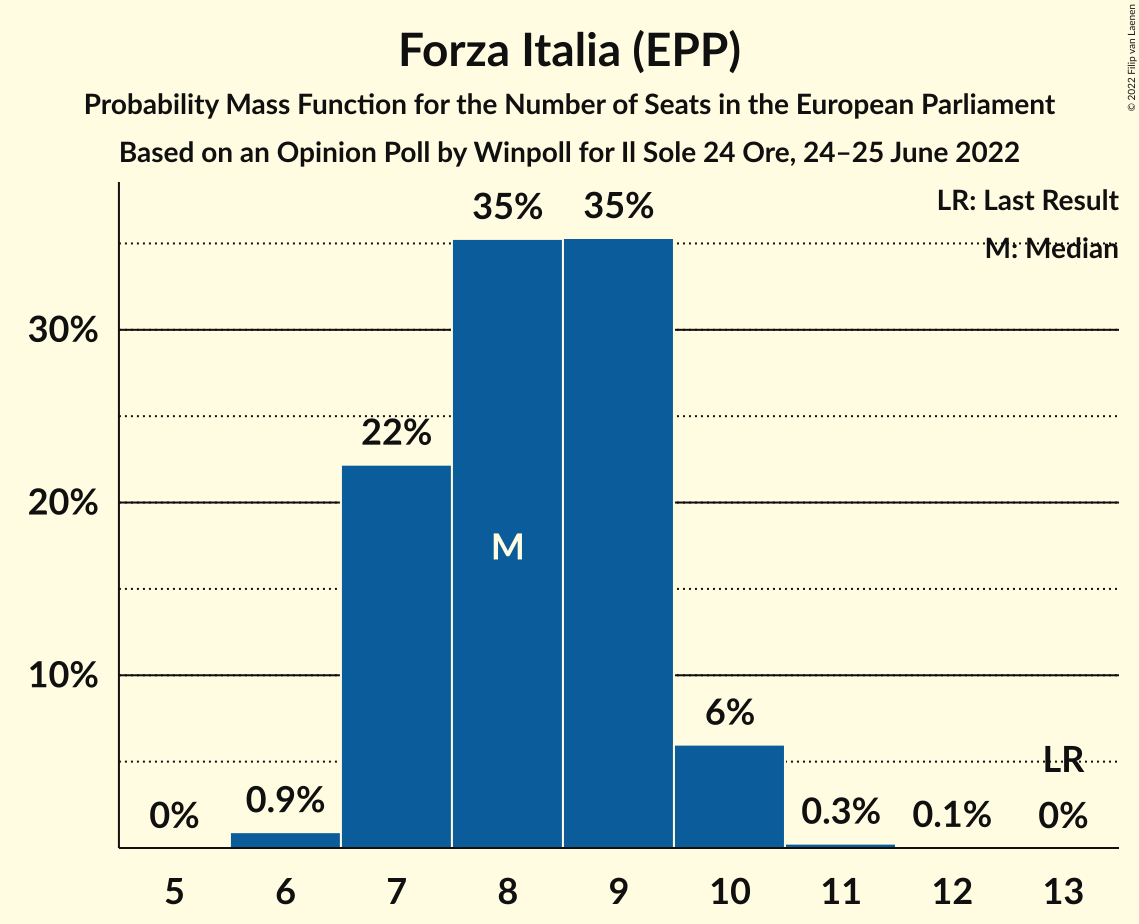 Forza Italia (EPP)
Probability Mass Function for the Number of Seats in the European Parliament
Based on an Opinion Poll by Winpoll for Il Sole 24 Ore, 24–25 June 2022
© 2022 Filip van Laenen
LR: Last Result
M: Median
35% 35%
30%
22%
20%
M
10%
6%
LR
0% 0.9% 0.3% 0.1% 0%
5 6 7 8 9 10 11 12 13